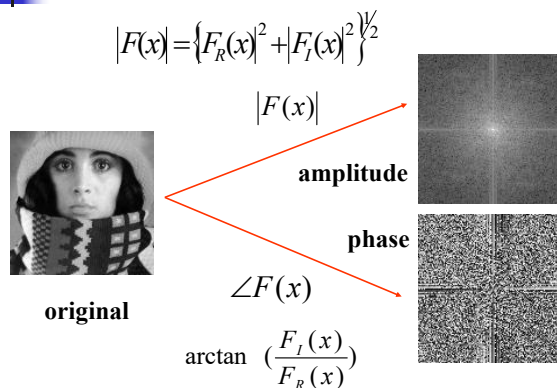 |F(x)| = {|F_R(x)|^2 + |F_I(x)|^2}^{1/2}
|F(x)|
amplitude
phase
original
∠F(x)
arctan (F_I(x)/F_R(x))